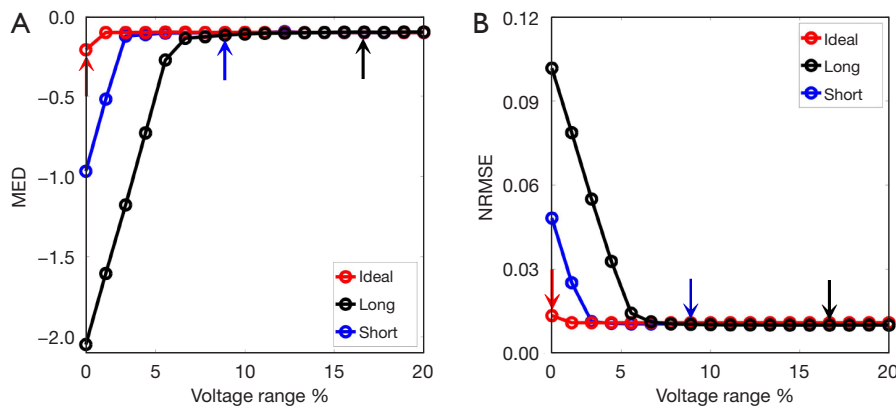 A
MED
0.0
−0.5
−1.0
−1.5
−2.0
0
5
10
15
20
Voltage range %
Ideal
Long
Short
B
NRMSE
0.12
0.09
0.06
0.03
0.00
0
5
10
15
20
Voltage range %
Ideal
Long
Short